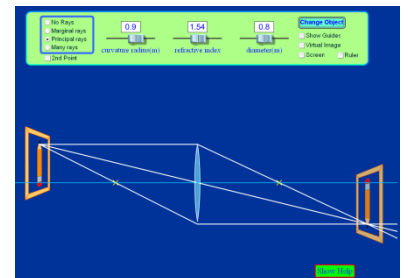 No Rays
Marginal rays
Principal rays
Many rays
2nd Point
0.9
curvature radius(m)
1.54
refractive index
0.8
diameter(m)
Change Object
Show Guides
Virtual Image
Screen
Ruler
Show Help